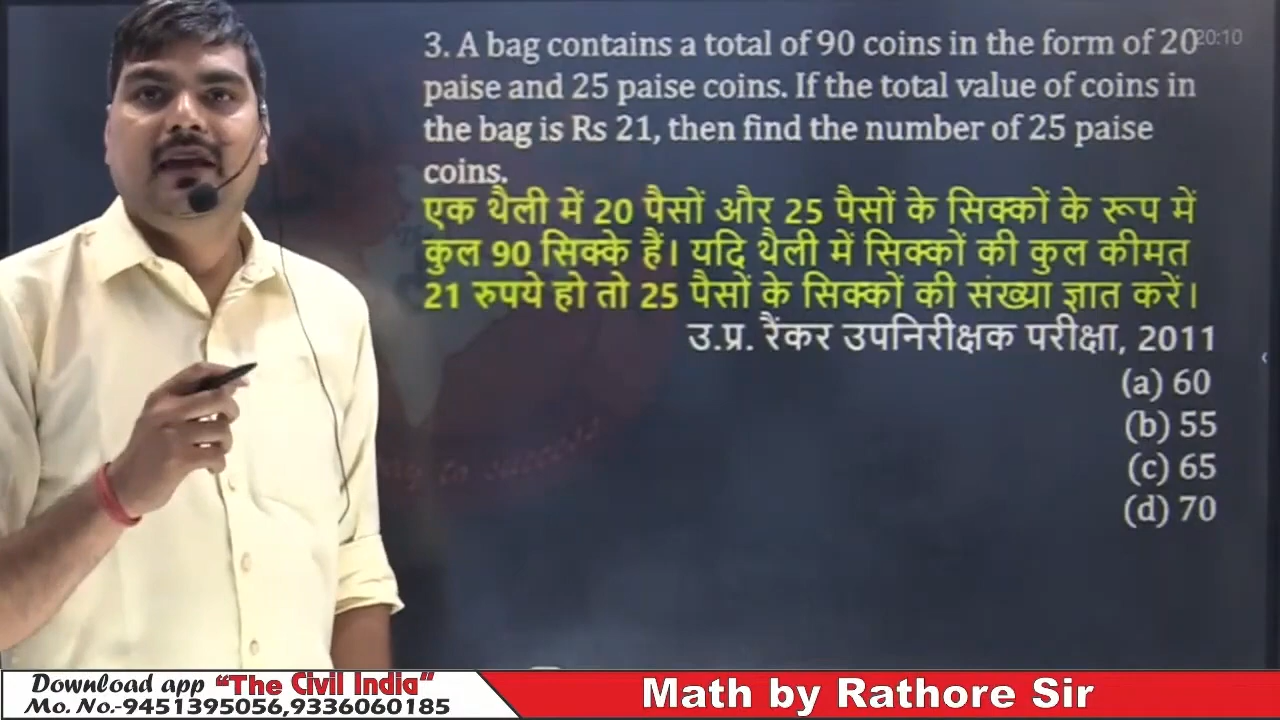 3. A bag contains a total of 90 coins in the form of 20
20:10
paise and 25 paise coins. If the total value of coins in
the bag is Rs 21, then find the number of 25 paise
coins.
एक थैली में 20 पैसों और 25 पैसों के सिक्कों के रूप में
कुल 90 सिक्के हैं। यदि थैली में सिक्कों की कुल कीमत
21 रुपये हो तो 25 पैसों के सिक्कों की संख्या ज्ञात करें।
उ.प्र. रैंकर उपनिरीक्षक परीक्षा, 2011
(a) 60
(b) 55
(c) 65
(d) 70
Download app “The Civil India”
Mo. No.-9451395056,9336060185
Math by Rathore Sir